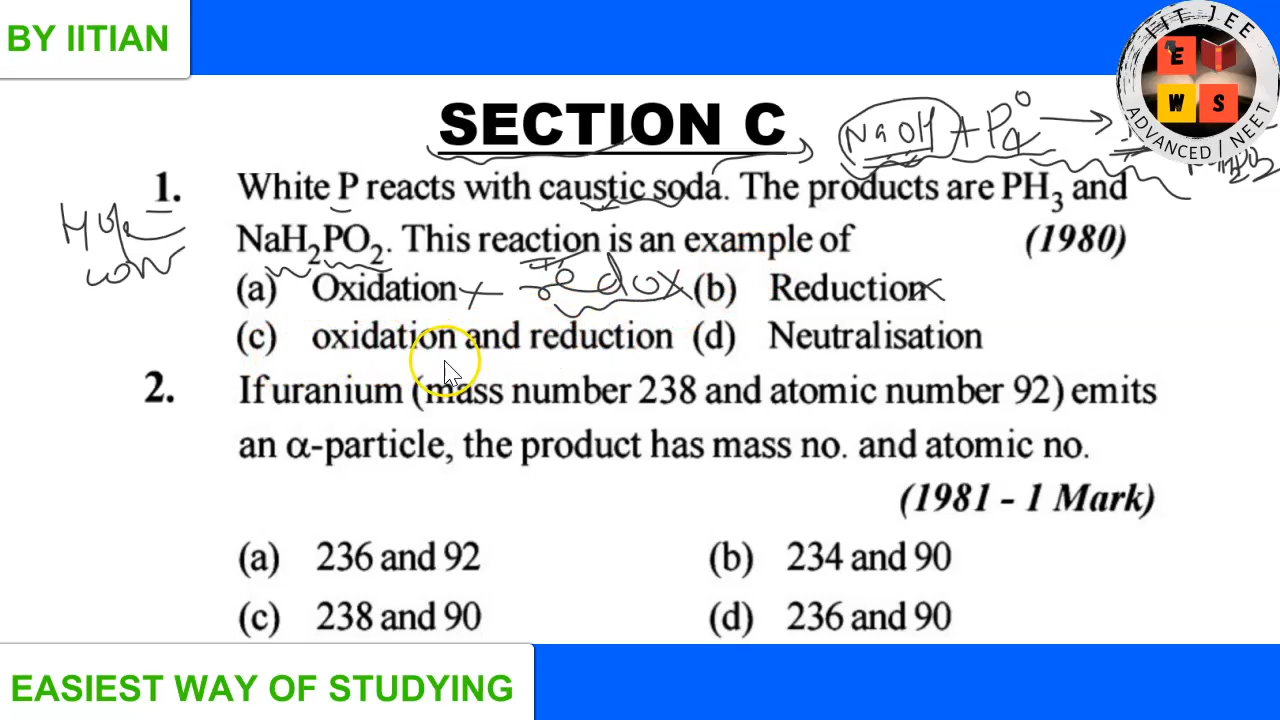 BY IITIAN
IIT JEE
E
W S
ADVANCED | NEET
SECTION C
NaOH + P₄⁰ →
1. White P reacts with caustic soda. The products are PH₃ and
NaH₂PO₂. This reaction is an example of (1980)
(a) Oxidation × redox (b) Reduction ×
(c) oxidation and reduction (d) Neutralisation
2. If uranium (mass number 238 and atomic number 92) emits
an α-particle, the product has mass no. and atomic no.
(1981 - 1 Mark)
(a) 236 and 92 (b) 234 and 90
(c) 238 and 90 (d) 236 and 90
EASIEST WAY OF STUDYING